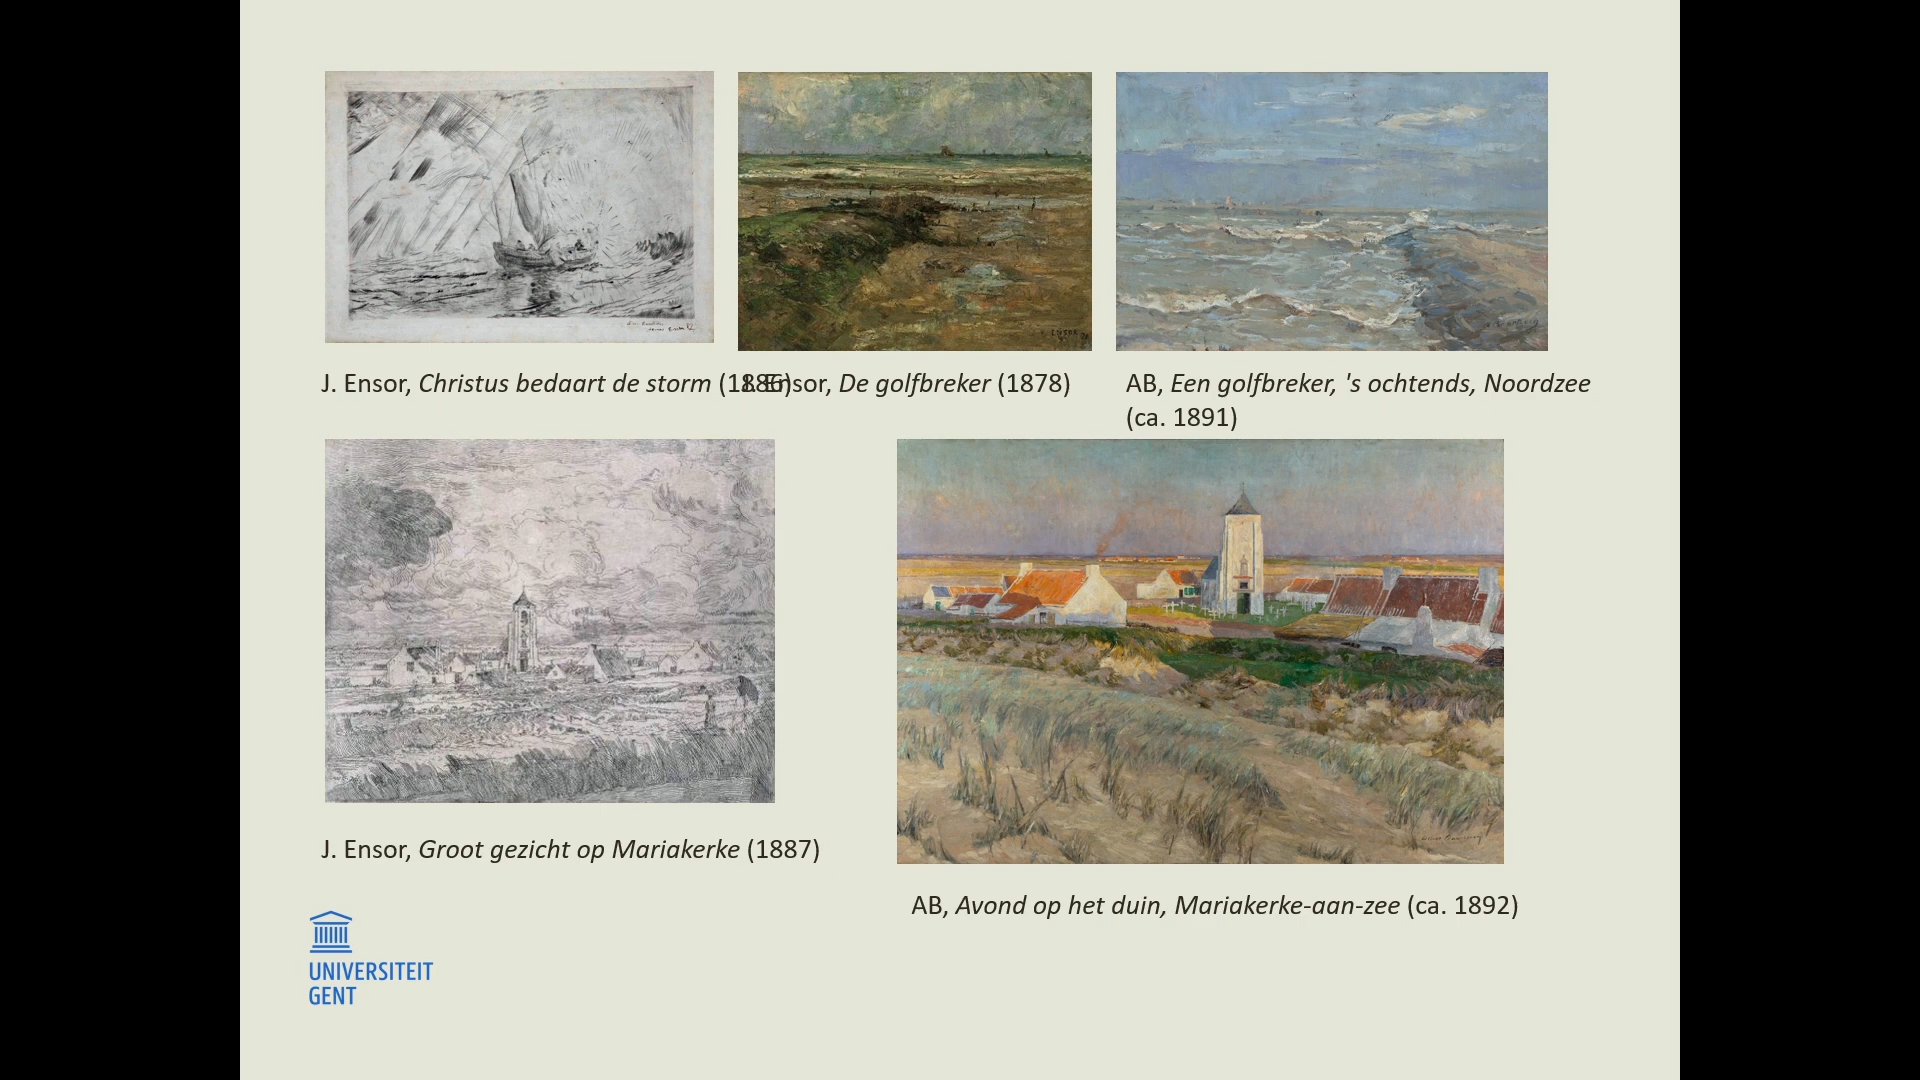 J. Ensor, Christus bedaart de storm (1886)
J. Ensor, De golfbreker (1878)
AB, Een golfbreker, 's ochtends, Noordzee
(ca. 1891)
J. Ensor, Groot gezicht op Mariakerke (1887)
AB, Avond op het duin, Mariakerke-aan-zee (ca. 1892)
UNIVERSITEIT
GENT